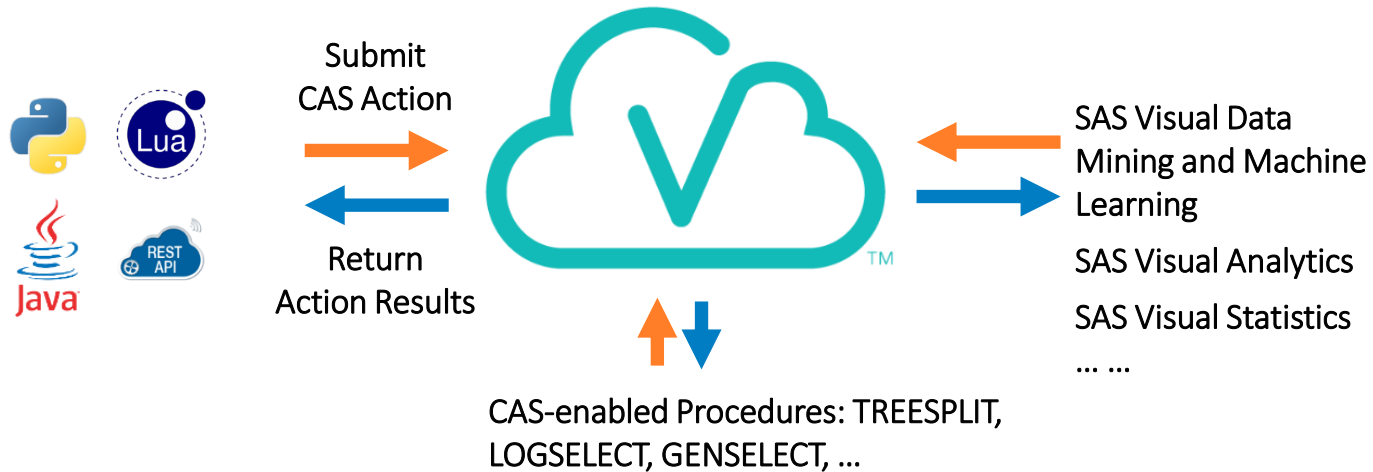 Submit
CAS Action
Lua
REST
API
Java
Return
Action Results
V
TM
SAS Visual Data
Mining and Machine
Learning
SAS Visual Analytics
SAS Visual Statistics
... ...
CAS-enabled Procedures: TREESPLIT,
LOGSELECT, GENSELECT, ...